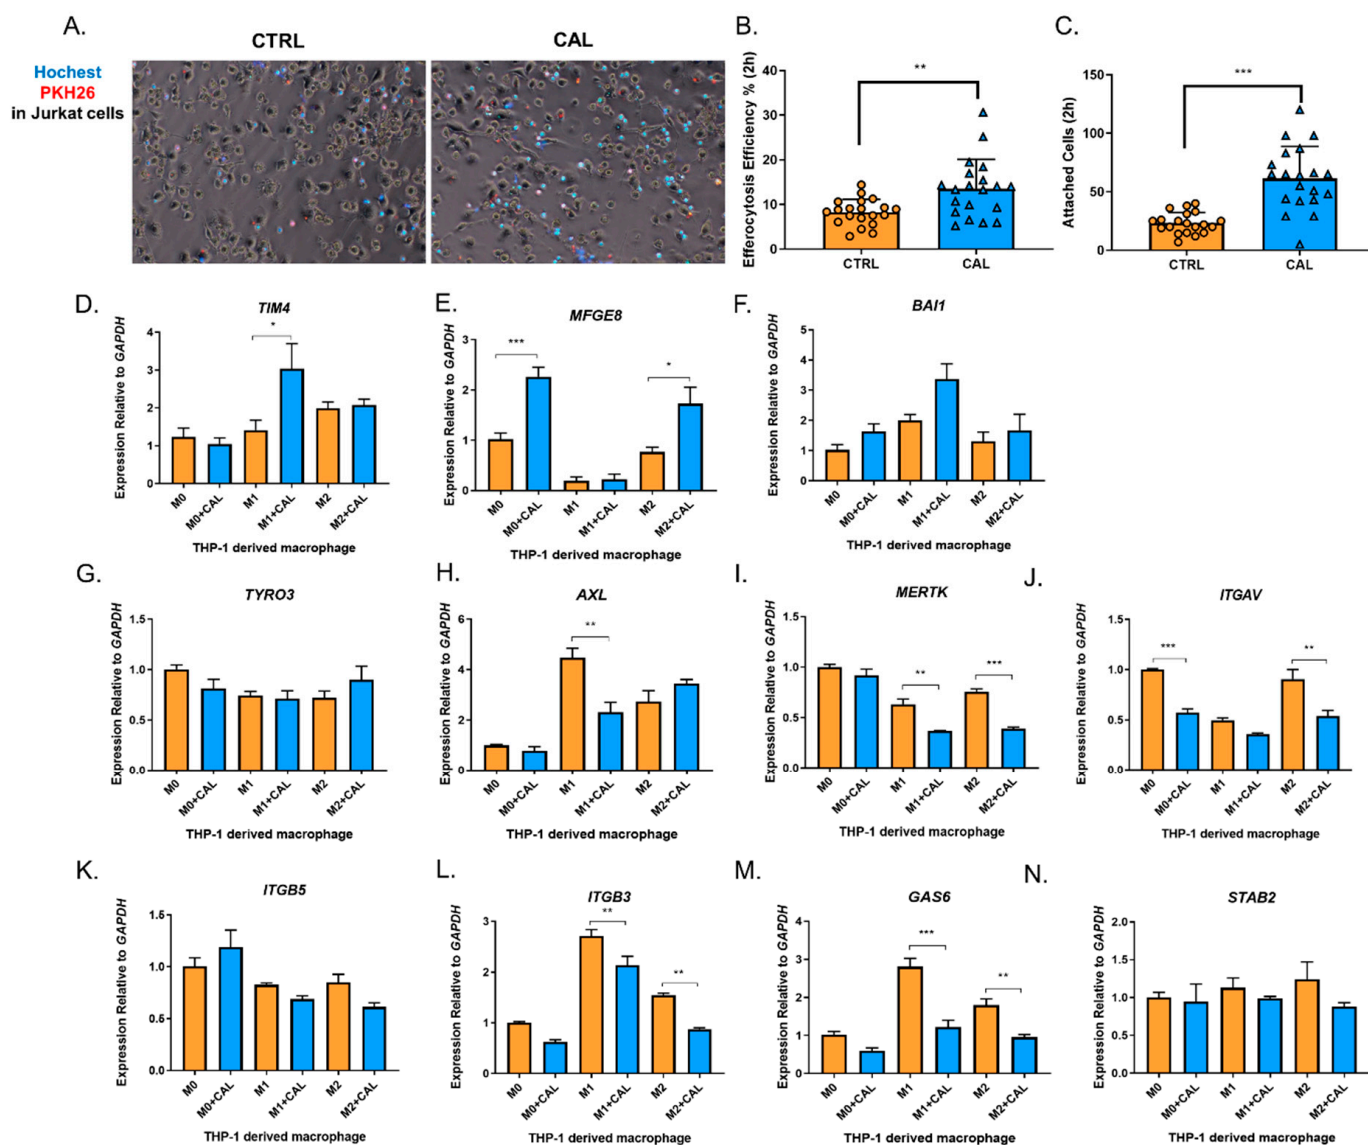 A.
CTRL
CAL
Hochest
PKH26
in Jurkat cells
B.
Efferocytosis Efficiency % (2h)
40
30
20
10
0
**
CTRL
CAL
C.
Attached Cells (2h)
150
100
50
0
***
CTRL
CAL
D.
TIM4
Expression Relative to GAPDH
4
3
2
1
0
*
M0
M0+CAL
M1
M1+CAL
M2
M2+CAL
THP-1 derived macrophage
E.
MFGE8
Expression Relative to GAPDH
3
2
1
0
***
*
M0
M0+CAL
M1
M1+CAL
M2
M2+CAL
THP-1 derived macrophage
F.
BAI1
Expression Relative to GAPDH
5
4
3
2
1
0
M0
M0+CAL
M1
M1+CAL
M2
M2+CAL
THP-1 derived macrophage
G.
TYRO3
Expression Relative to GAPDH
1.5
1.0
0.5
0.0
M0
M0+CAL
M1
M1+CAL
M2
M2+CAL
THP-1 derived macrophage
H.
AXL
Expression Relative to GAPDH
6
4
2
0
**
M0
M0+CAL
M1
M1+CAL
M2
M2+CAL
THP-1 derived macrophage
I.
MERTK
Expression Relative to GAPDH
1.5
1.0
0.5
0.0
**
***
M0
M0+CAL
M1
M1+CAL
M2
M2+CAL
THP-1 derived macrophage
J.
ITGAV
Expression Relative to GAPDH
1.5
1.0
0.5
0.0
***
**
M0
M0+CAL
M1
M1+CAL
M2
M2+CAL
THP-1 derived macrophage
K.
ITGB5
Expression Relative to GAPDH
1.5
1.0
0.5
0.0
M0
M0+CAL
M1
M1+CAL
M2
M2+CAL
THP-1 derived macrophage
L.
ITGB3
Expression Relative to GAPDH
3
2
1
0
**
**
M0
M0+CAL
M1
M1+CAL
M2
M2+CAL
THP-1 derived macrophage
M.
GAS6
Expression Relative to GAPDH
4
3
2
1
0
***
**
M0
M0+CAL
M1
M1+CAL
M2
M2+CAL
THP-1 derived macrophage
N.
STAB2
Expression Relative to GAPDH
2.0
1.5
1.0
0.5
0.0
M0
M0+CAL
M1
M1+CAL
M2
M2+CAL
THP-1 derived macrophage